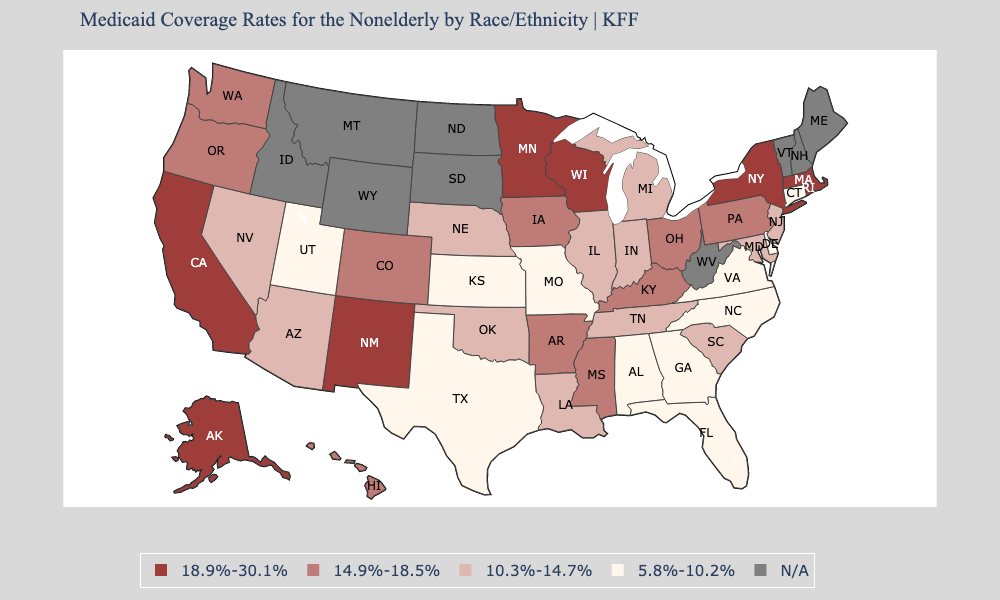 Medicaid Coverage Rates for the Nonelderly by Race/Ethnicity | KFF
WA
MT
ND
ME
OR
ID
MN
VT
NH
WY
SD
WI
NY
MA
RI
CT
MI
IA
PA
NE
NV
UT
CO
IL
IN
OH
NJ
MD
DE
WV
CA
KS
MO
KY
VA
NC
AZ
NM
OK
TN
AR
SC
MS
AL
GA
TX
LA
FL
AK
HI
18.9%-30.1% 14.9%-18.5% 10.3%-14.7% 5.8%-10.2% N/A